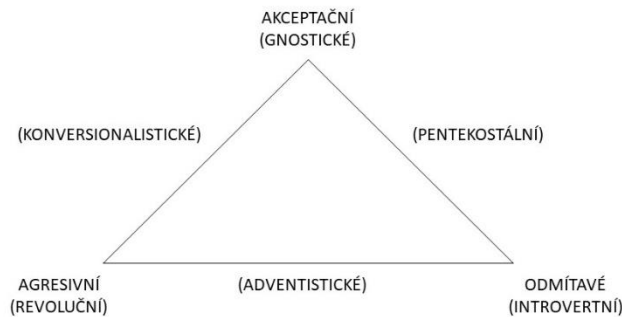 AKCEPTAČNÍ
(GNOSTICKÉ)
(KONVERSIONALISTICKÉ)
(PENTEKOSTÁLNÍ)
AGRESIVNÍ
(REVOLUČNÍ)
(ADVENTISTICKÉ)
ODMÍTAVÉ
(INTROVERTNÍ)